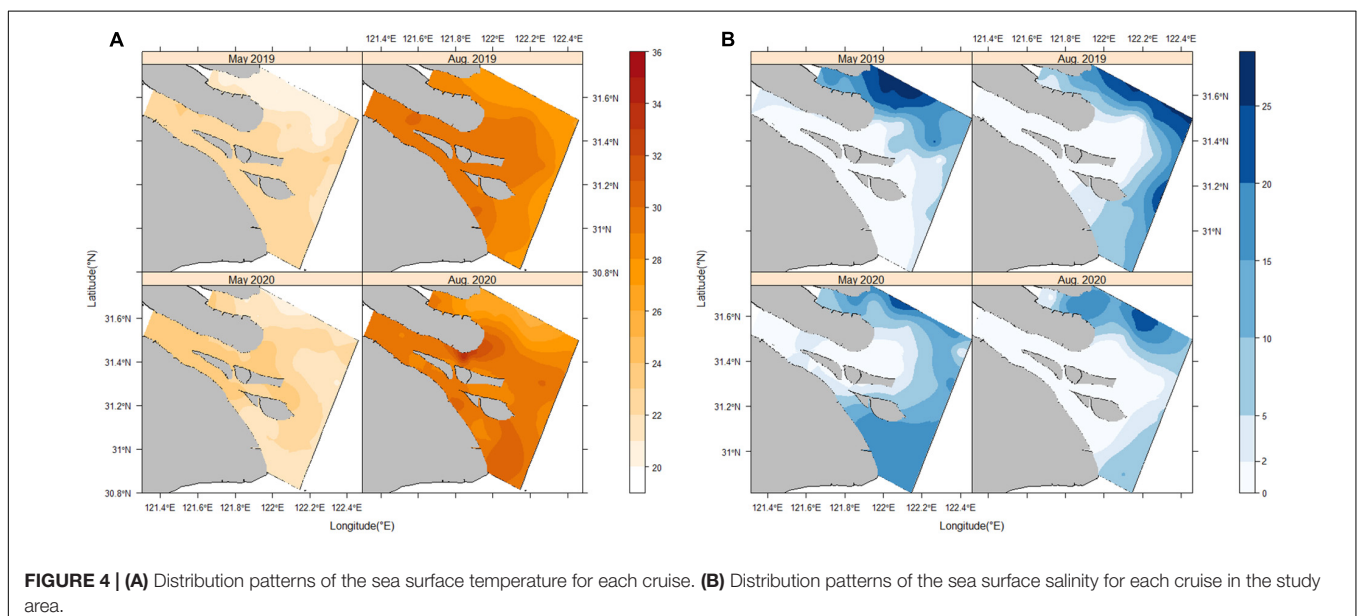 A
121.4°E 121.8°E 122°E 122.2°E 122.4°E
May 2019
Aug. 2019
May 2020
Aug. 2020
31.6°N
31.4°N
31.2°N
31°N
30.8°N
31.6°N
31.4°N
31.2°N
31°N
30.8°N
Latitude(°N)
121.4°E 121.6°E 121.8°E 122°E 122.2°E 122.4°E
Longitude(°E)
36
34
32
30
28
26
24
22
20
B
121.4°E 121.8°E 122°E 122.2°E 122.4°E
May 2019
Aug. 2019
May 2020
Aug. 2020
31.6°N
31.4°N
31.2°N
31°N
31.6°N
31.4°N
31.2°N
31°N
Latitude(°N)
121.4°E 121.6°E 121.8°E 122°E 122.2°E 122.4°E
Longitude(°E)
25
20
15
10
5
2
0
FIGURE 4 | (A) Distribution patterns of the sea surface temperature for each cruise. (B) Distribution patterns of the sea surface salinity for each cruise in the study
area.